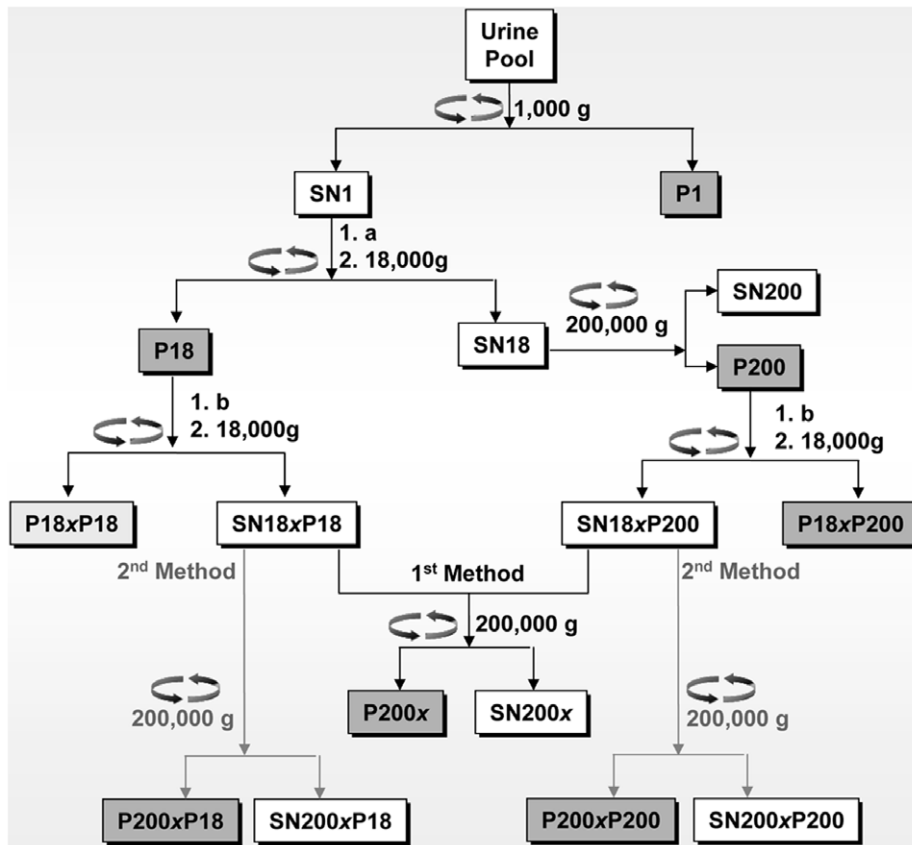 Urine
Pool
1,000 g
SN1
P1
1. a
2. 18,000g
200,000 g
SN200
P18
SN18
P200
1. b
2. 18,000g
1. b
2. 18,000g
P18xP18
SN18xP18
SN18xP200
P18xP200
2nd Method
1st Method
2nd Method
200,000 g
P200x
SN200x
200,000 g
200,000 g
P200xP18
SN200xP18
P200xP200
SN200xP200